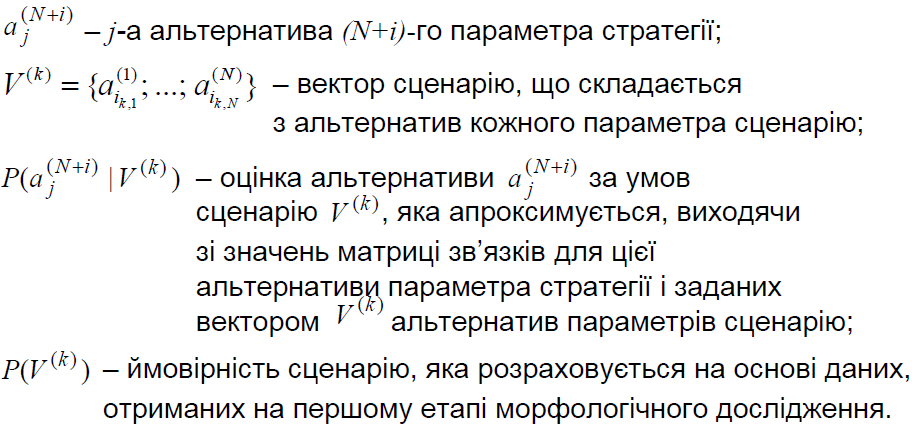 a_j^{(N+i)} – j-а альтернатива (N+i)-го параметра стратегії;
V^{(k)} = {a_{i_{k,1}}^{(1)}; ...; a_{i_{k,N}}^{(N)}} – вектор сценарію, що складається
з альтернатив кожного параметра сценарію;
P(a_j^{(N+i)} | V^{(k)}) – оцінка альтернативи a_j^{(N+i)} за умов
сценарію V^{(k)}, яка апроксимується, виходячи
зі значень матриці зв’язків для цієї
альтернативи параметра стратегії і заданих
вектором V^{(k)} альтернатив параметрів сценарію;
P(V^{(k)}) – ймовірність сценарію, яка розраховується на основі даних,
отриманих на першому етапі морфологічного дослідження.